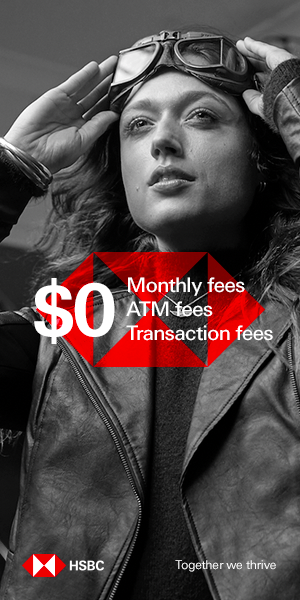 $0
Monthly fees
ATM fees
Transaction fees
HSBC
Together we thrive